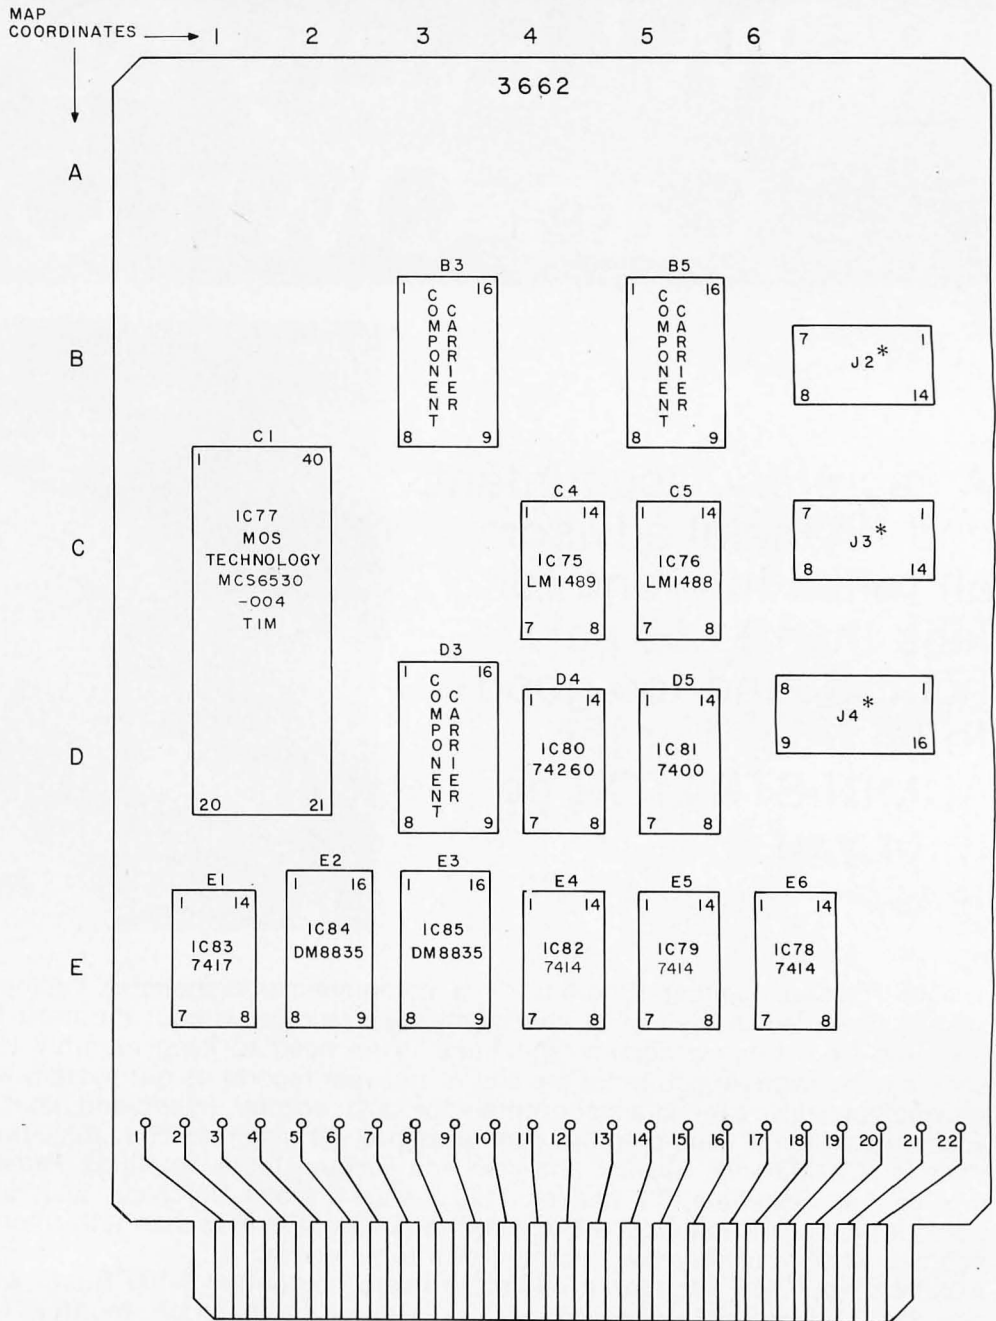 MAP
COORDINATES
1 2 3 4 5 6
3662
A
B3 B5
1 16 1 16
COMPONENT CARRIER COMPONENT CARRIER
7 1
B
J2*
8 14
8 9 8 9
C1
1 40
C4 C5
1 14 1 14 7 1
IC77
MOS
C
TECHNOLOGY
MCS6530
-004
TIM
IC75 IC76
LM1489 LM1488
J3*
8 14
7 8 7 8
D3
1 16
COMPONENT CARRIER
D4 D5
1 14 1 14
8 1
J4*
9 16
D
IC80 IC81
74260 7400
20 21
8 9 7 8 7 8
E1 E2 E3 E4 E5 E6
1 14 1 16 1 16 1 14 1 14 1 14
IC83 IC84 IC85 IC82 IC79 IC78
7417 DM8835 DM8835 7414 7414 7414
E
7 8 8 9 8 9 7 8 7 8 7 8
1 2 3 4 5 6 7 8 9 10 11 12 13 14 15 16 17 18 19 20 21 22